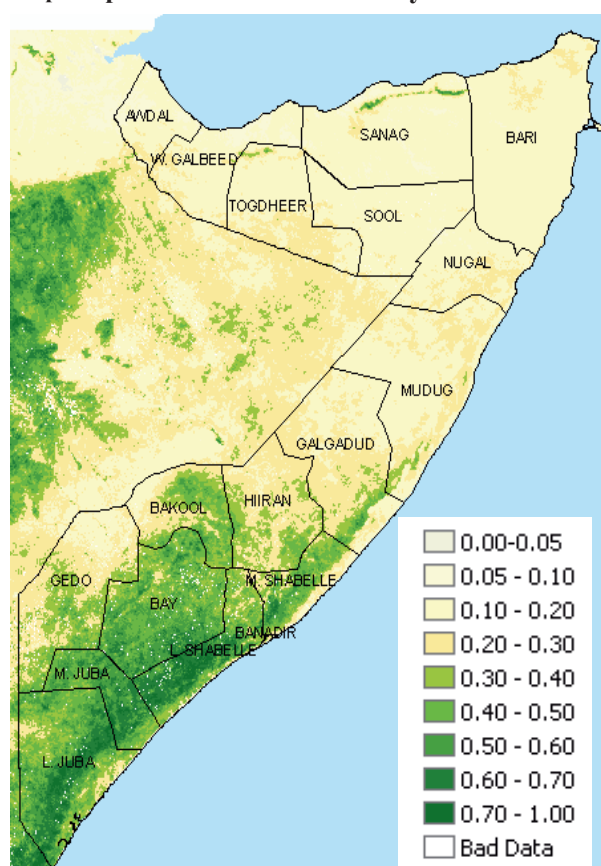 AWDAL
SANAG
BARI
W. GALBEED
TOGDHEER
SOOL
NUGAL
MUDUG
GALGADUD
HIIRAN
BAKOOL
GEDO
BAY
M. SHABELLE
BANADIR
L. SHABELLE
M. JUBA
L. JUBA
0.00-0.05
0.05 - 0.10
0.10 - 0.20
0.20 - 0.30
0.30 - 0.40
0.40 - 0.50
0.50 - 0.60
0.60 - 0.70
0.70 - 1.00
Bad Data